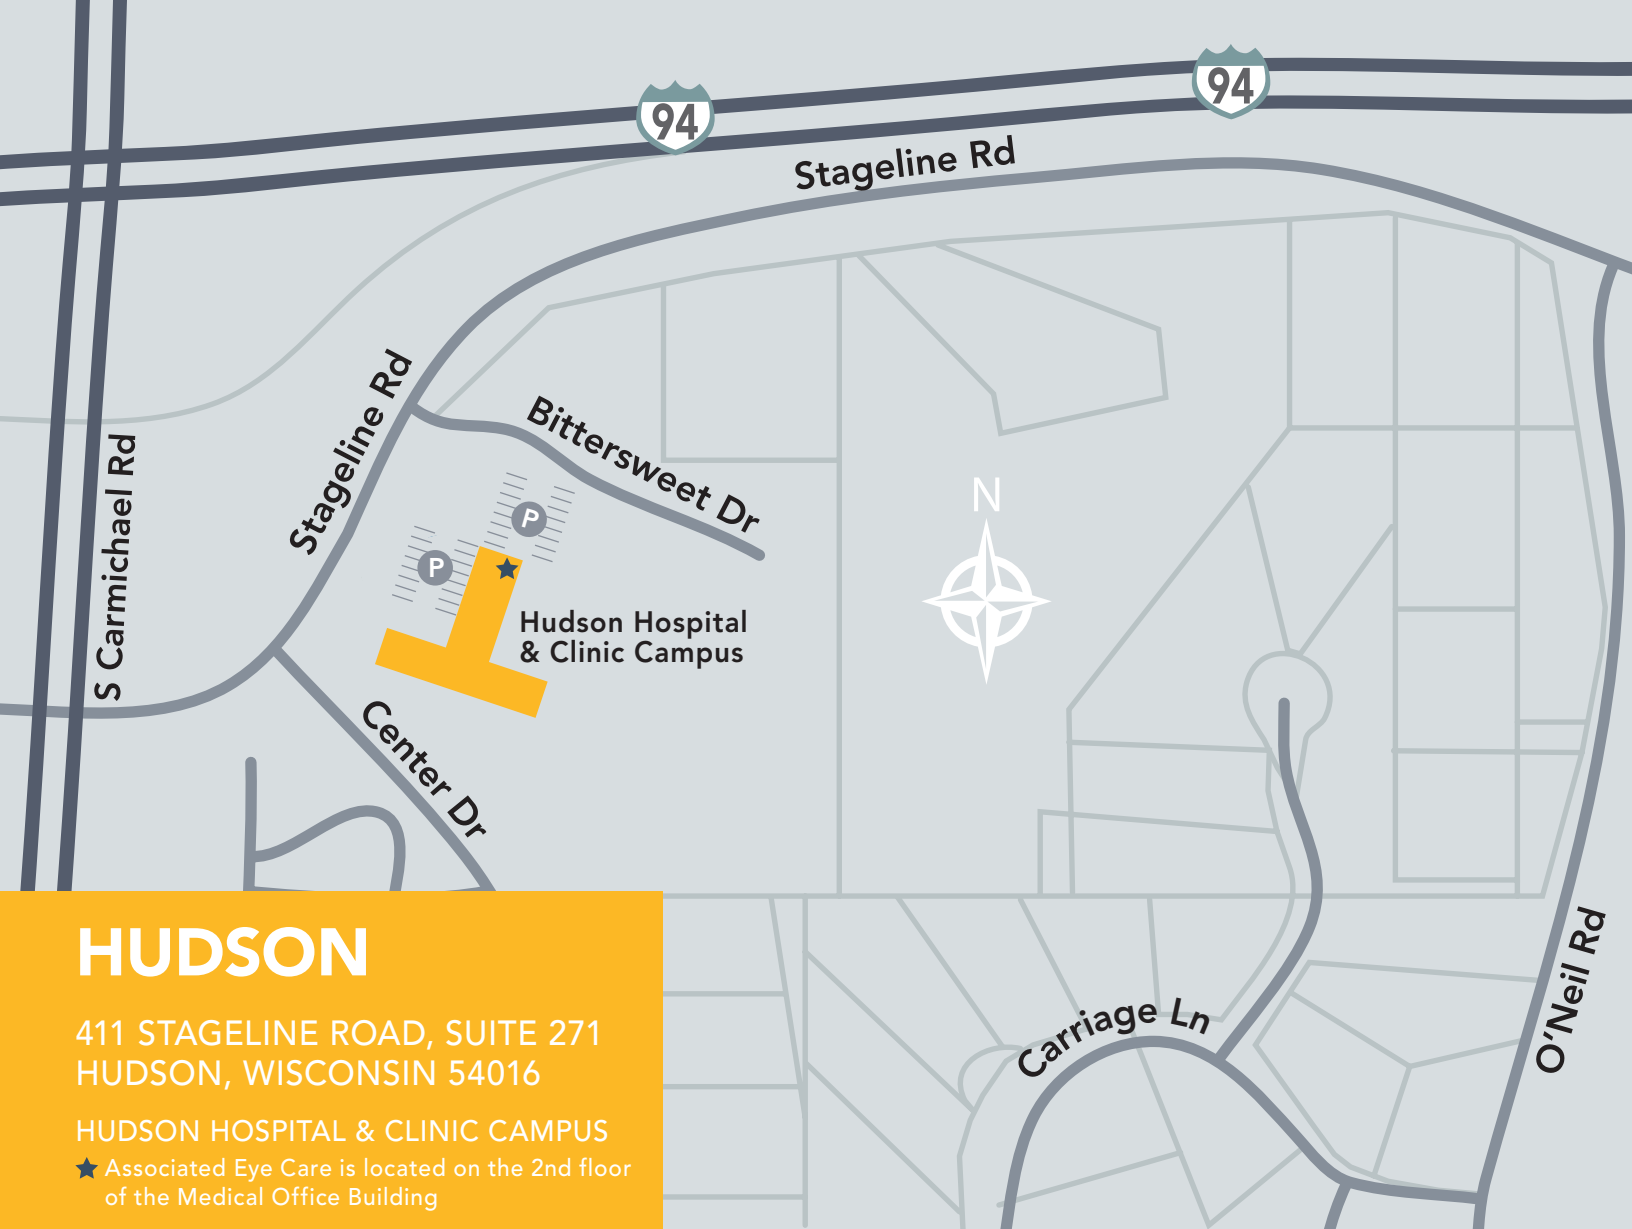 94
94
Stageline Rd
Stageline Rd
Bittersweet Dr
S Carmichael Rd
N
P
P
Hudson Hospital
& Clinic Campus
Center Dr
O'Neil Rd
Carriage Ln
HUDSON
411 STAGELINE ROAD, SUITE 271
HUDSON, WISCONSIN 54016
HUDSON HOSPITAL & CLINIC CAMPUS
Associated Eye Care is located on the 2nd floor
of the Medical Office Building